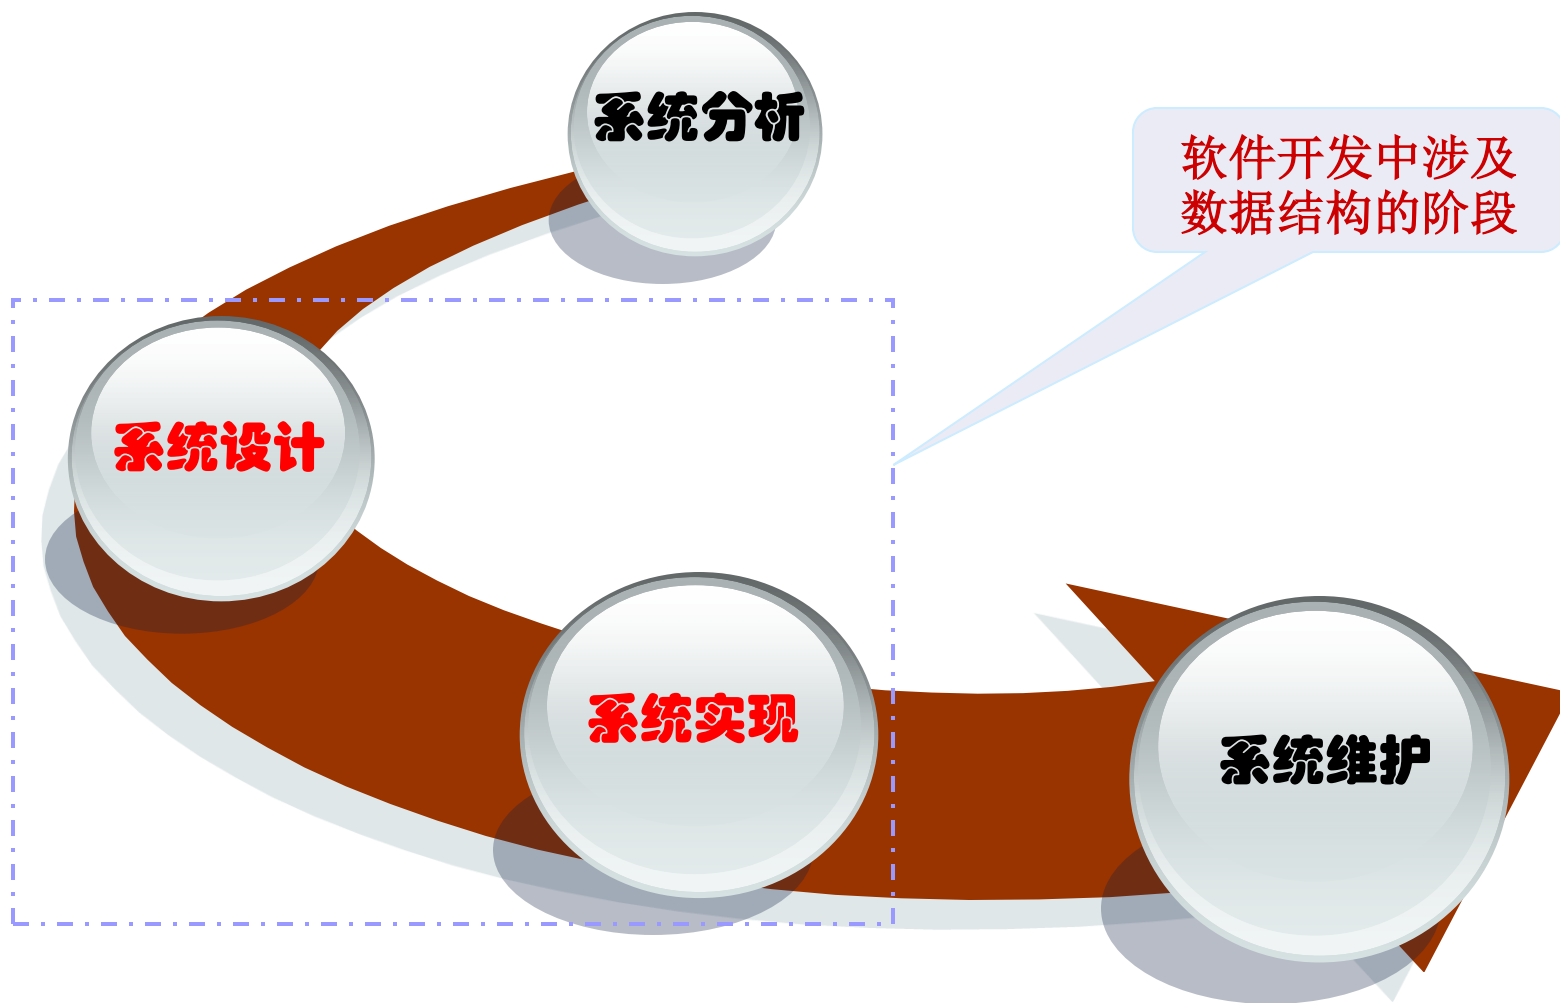 系统分析
软件开发中涉及
数据结构的阶段
系统设计
系统实现
系统维护